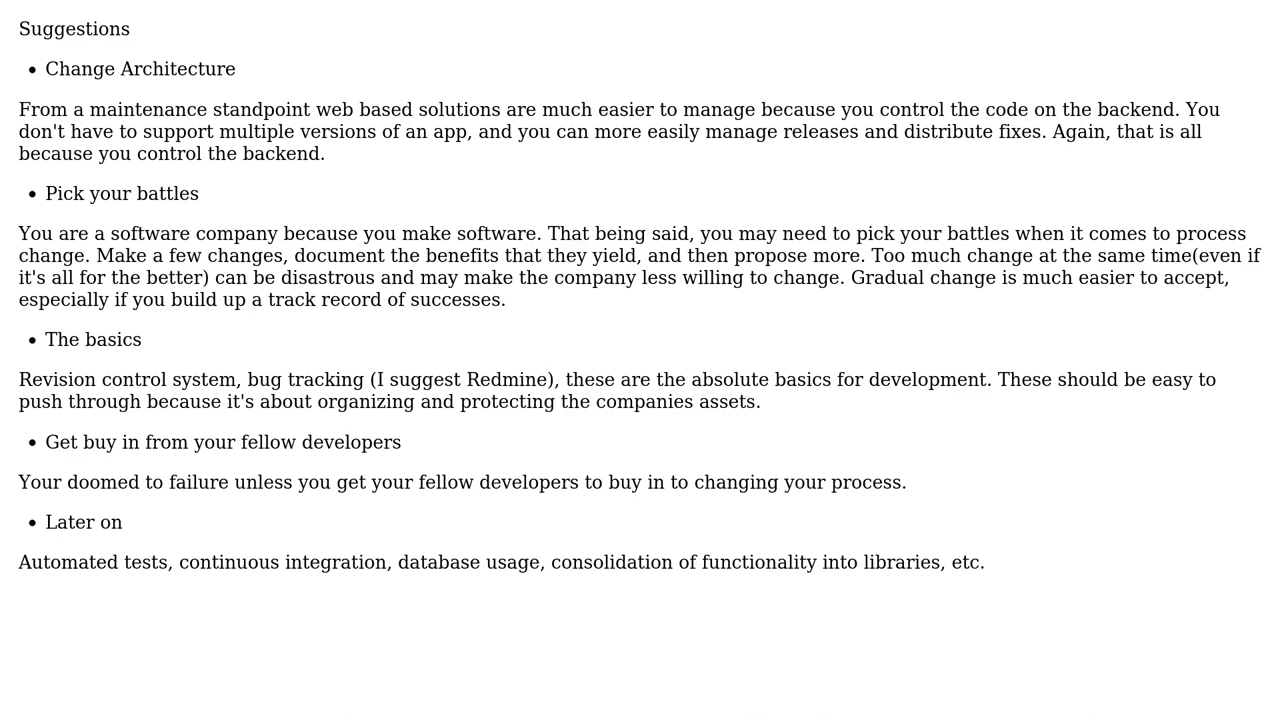 Suggestions
• Change Architecture
From a maintenance standpoint web based solutions are much easier to manage because you control the code on the backend. You
don't have to support multiple versions of an app, and you can more easily manage releases and distribute fixes. Again, that is all
because you control the backend.
• Pick your battles
You are a software company because you make software. That being said, you may need to pick your battles when it comes to process
change. Make a few changes, document the benefits that they yield, and then propose more. Too much change at the same time(even if
it's all for the better) can be disastrous and may make the company less willing to change. Gradual change is much easier to accept,
especially if you build up a track record of successes.
• The basics
Revision control system, bug tracking (I suggest Redmine), these are the absolute basics for development. These should be easy to
push through because it's about organizing and protecting the companies assets.
• Get buy in from your fellow developers
Your doomed to failure unless you get your fellow developers to buy in to changing your process.
• Later on
Automated tests, continuous integration, database usage, consolidation of functionality into libraries, etc.